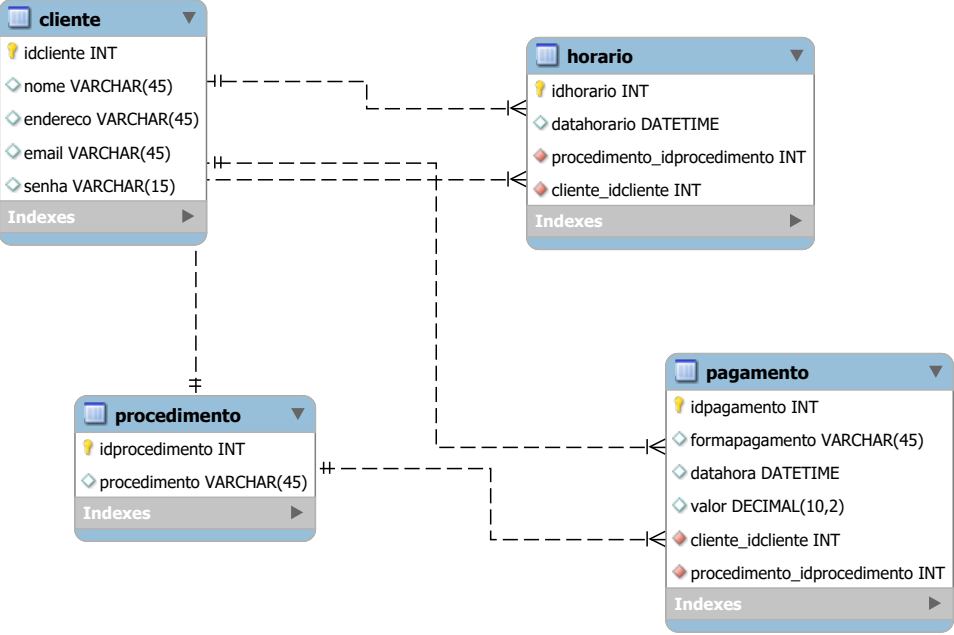 cliente
idcliente INT
nome VARCHAR(45)
endereco VARCHAR(45)
email VARCHAR(45)
senha VARCHAR(15)
Indexes
horario
idhorario INT
datahorario DATETIME
procedimento_idprocedimento INT
cliente_idcliente INT
Indexes
procedimento
idprocedimento INT
procedimento VARCHAR(45)
Indexes
pagamento
idpagamento INT
formapagamento VARCHAR(45)
datahora DATETIME
valor DECIMAL(10,2)
cliente_idcliente INT
procedimento_idprocedimento INT
Indexes